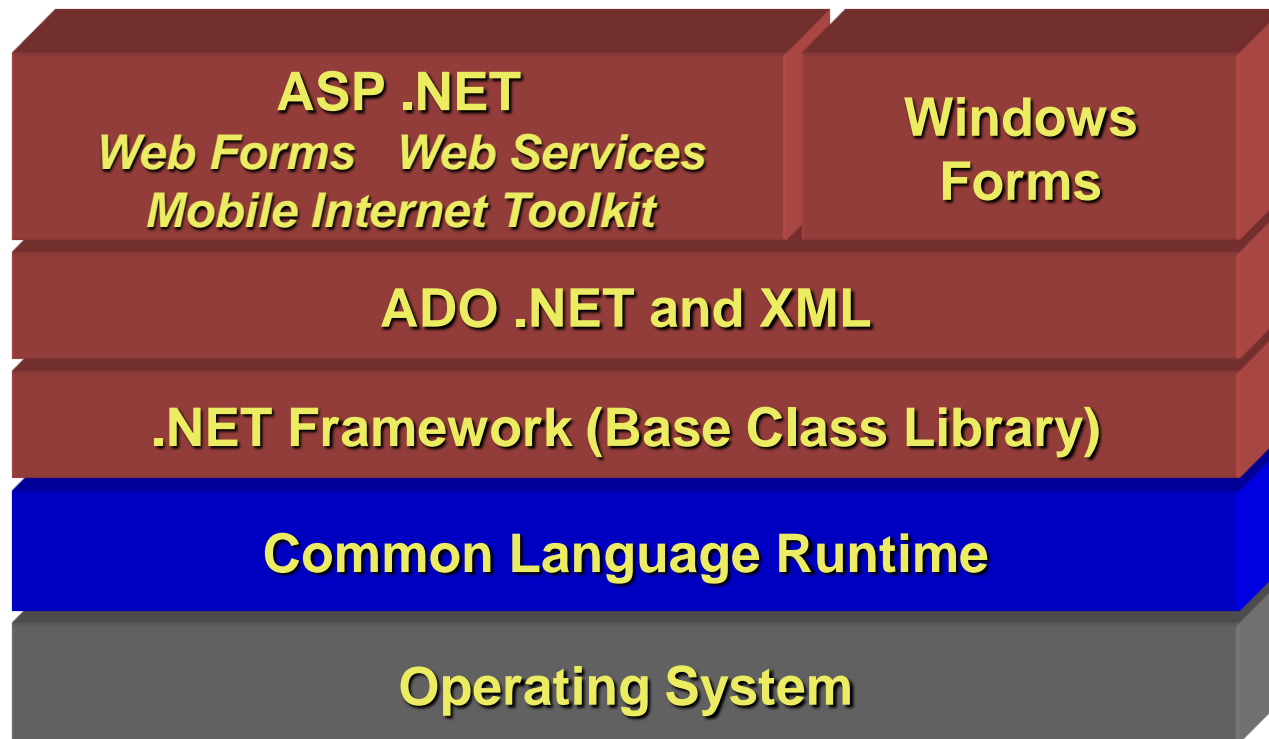 ASP .NET
Web Forms Web Services
Mobile Internet Toolkit
Windows
Forms
ADO .NET and XML
.NET Framework (Base Class Library)
Common Language Runtime
Operating System